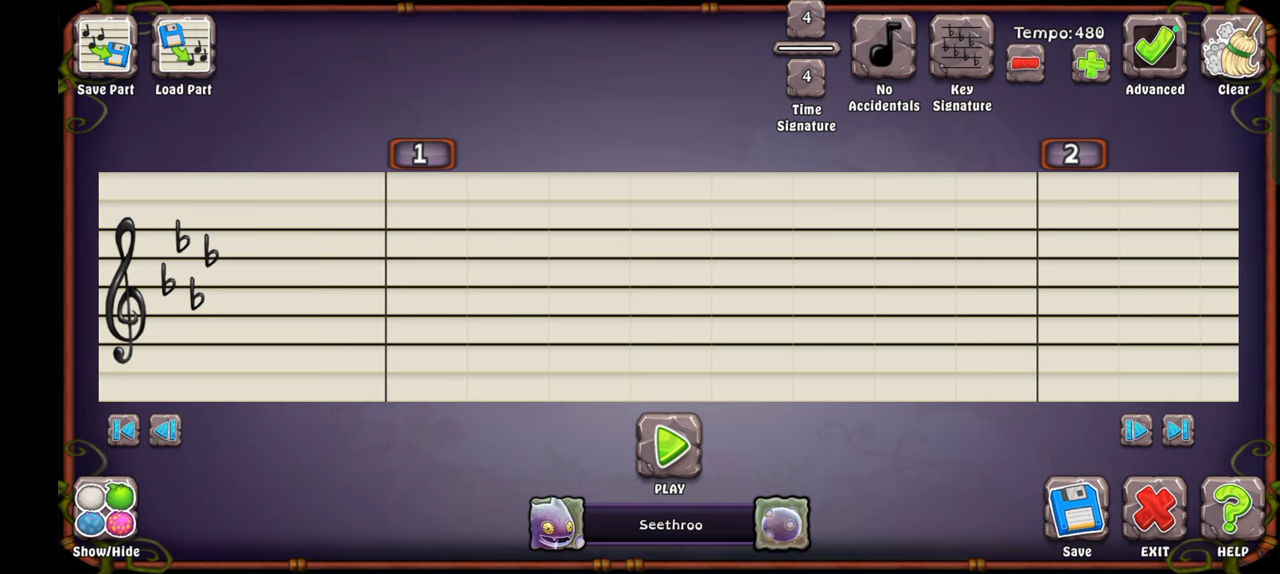 4
Tempo:480
4
Save Part
Load Part
No
Accidentals
Key
Signature
Advanced
Clear
Time
Signature
1
2
PLAY
Seethroo
Show/Hide
Save
EXIT
HELP